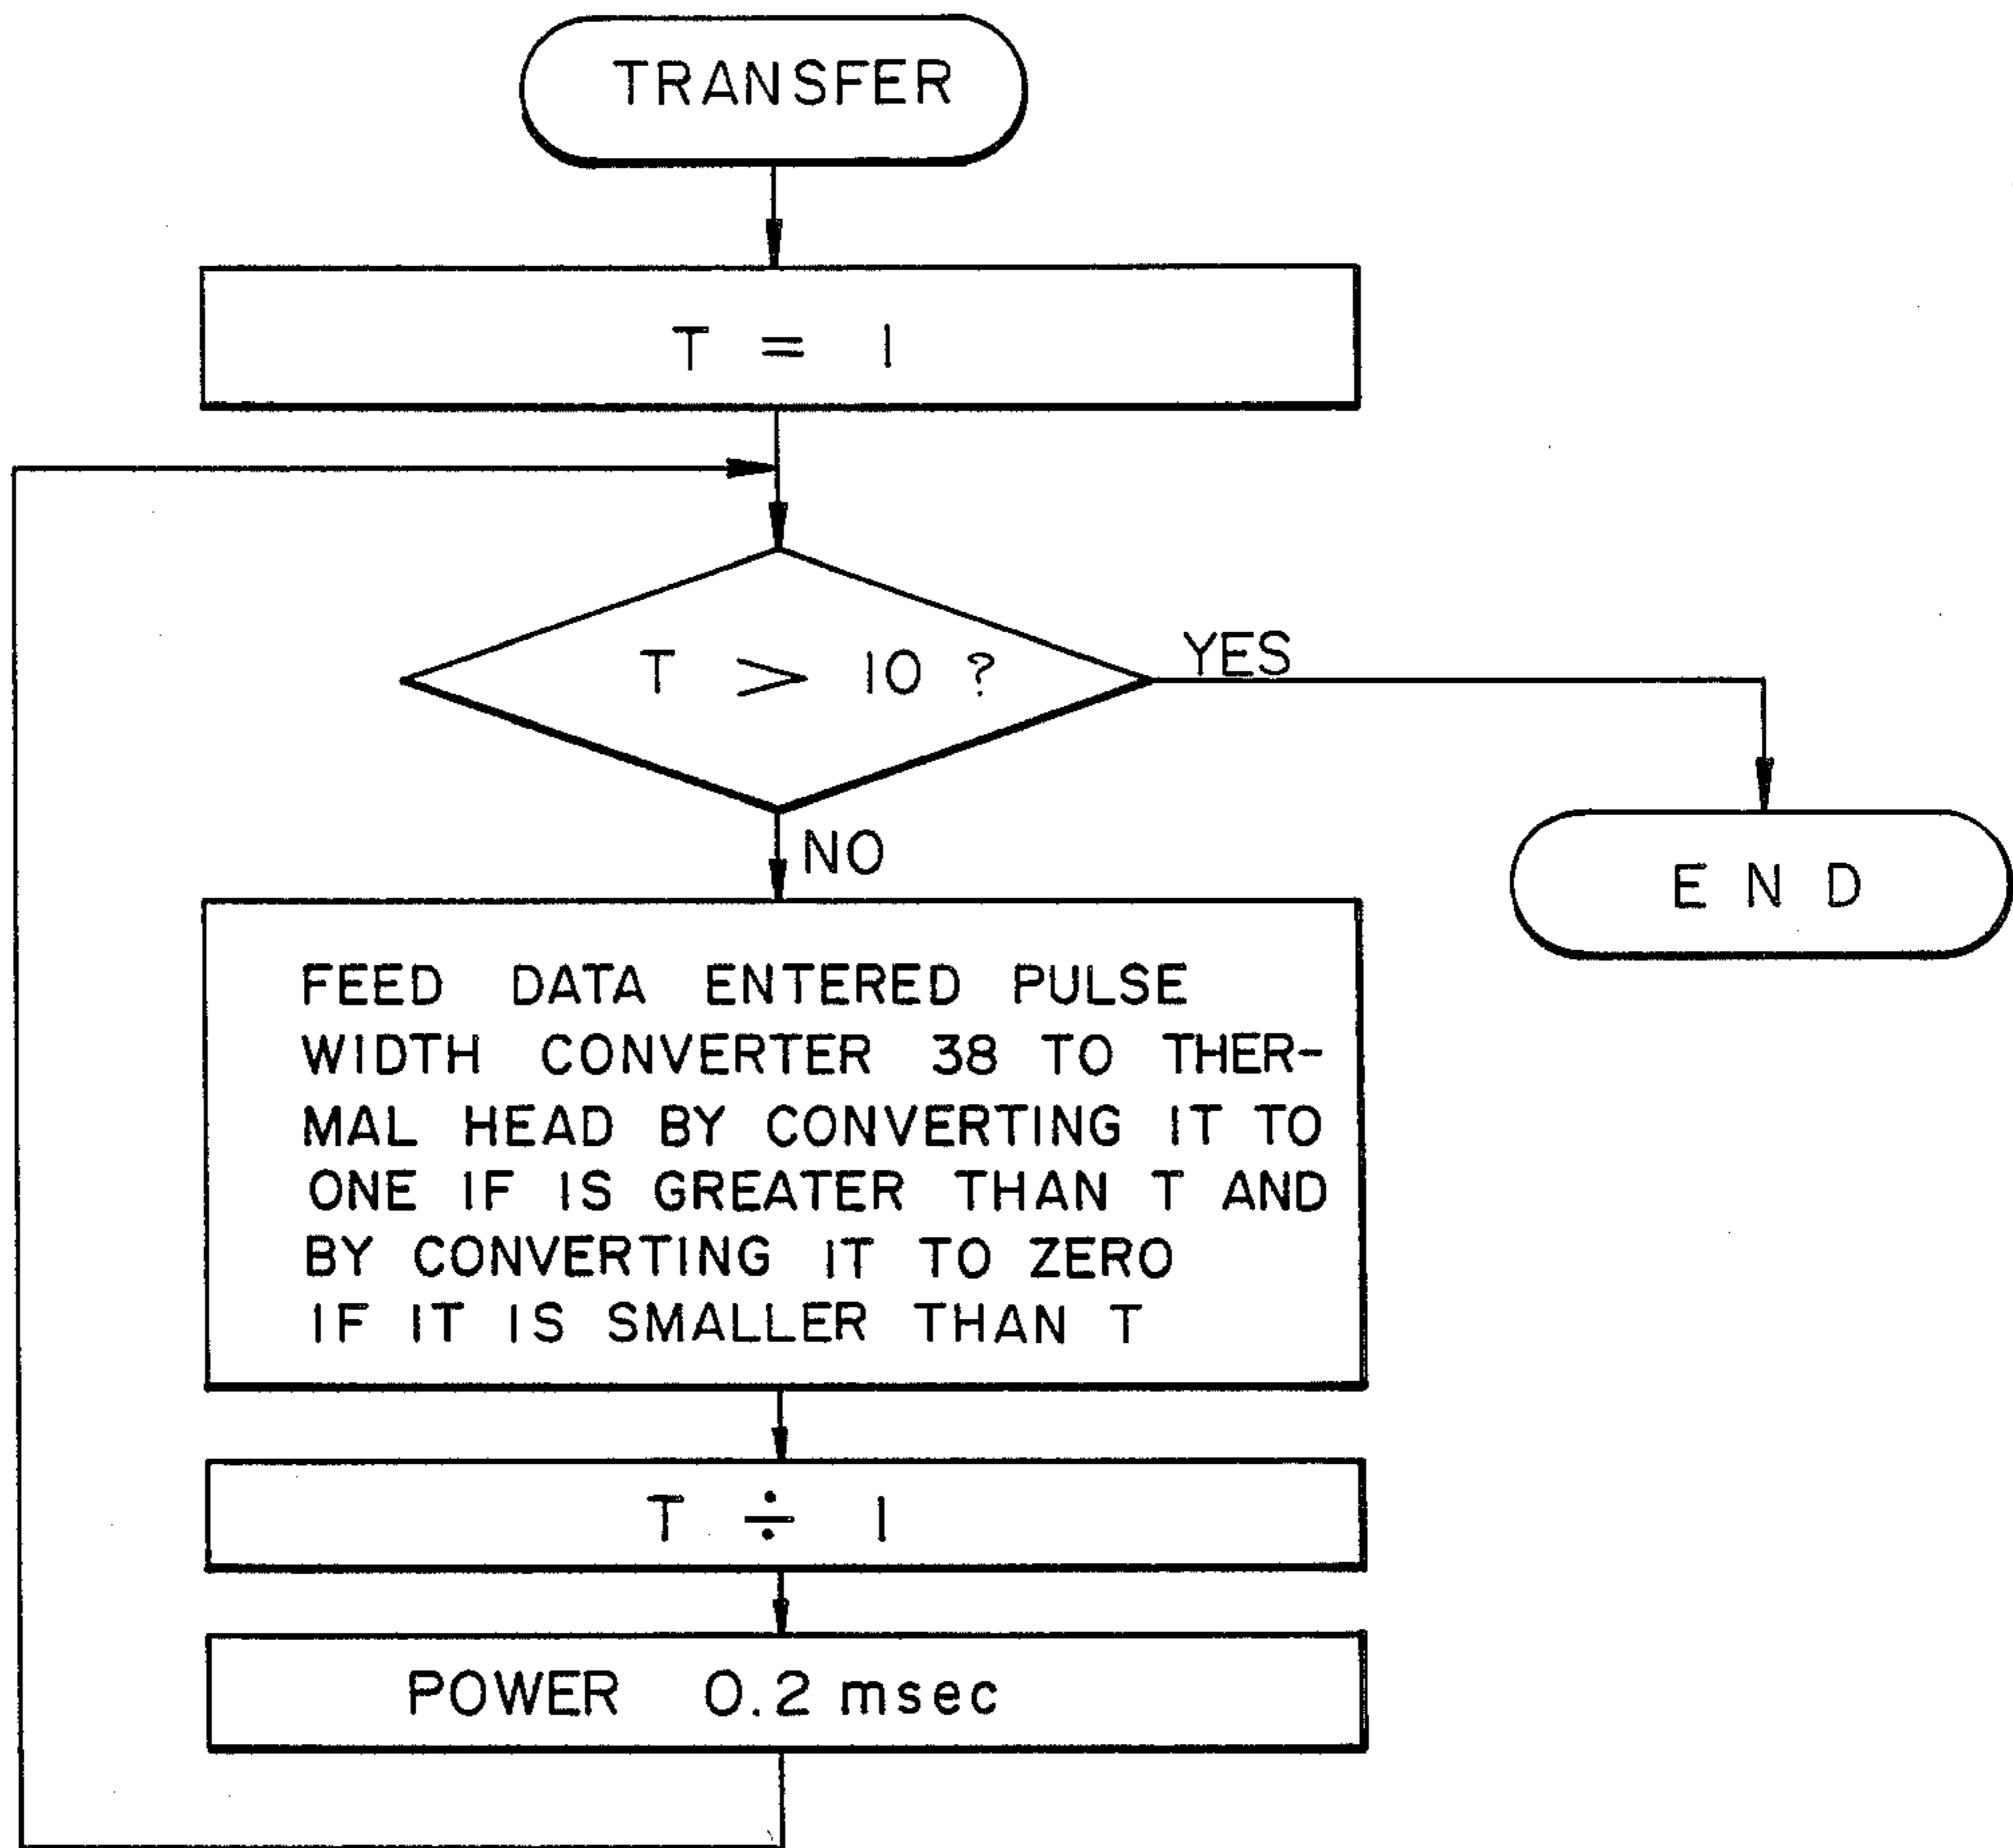 TRANSFER
T = 1
T > 10 ?
YES
NO
END
FEED DATA ENTERED PULSE
WIDTH CONVERTER 38 TO THER-
MAL HEAD BY CONVERTING IT TO
ONE IF IS GREATER THAN T AND
BY CONVERTING IT TO ZERO
IF IT IS SMALLER THAN T
T ÷ 1
POWER 0.2 msec